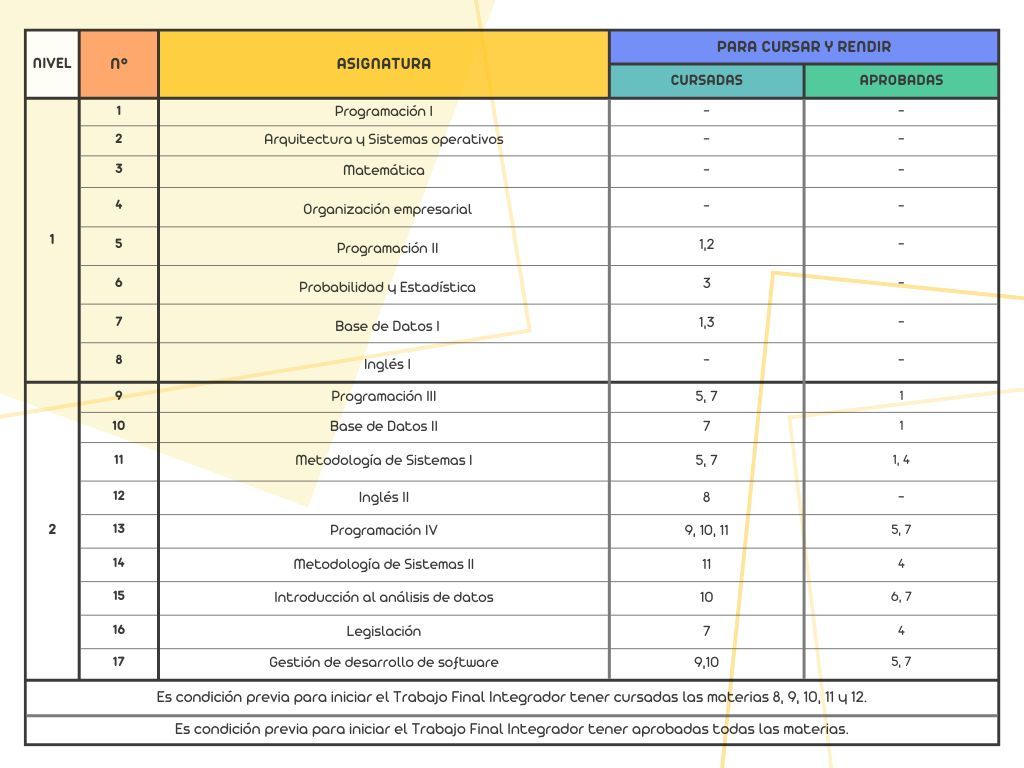 NIVEL Nº ASIGNATURA PARA CURSAR Y RENDIR
CURSADAS APROBADAS
1
1 Programación I - -
2 Arquitectura y Sistemas operativos - -
3 Matemática - -
4 Organización empresarial - -
5 Programación II 1,2 -
6 Probabilidad y Estadística 3 -
7 Base de Datos I 1,3 -
8 Inglés I - -
2
9 Programación III 5, 7 1
10 Base de Datos II 7 1
11 Metodología de Sistemas I 5, 7 1, 4
12 Inglés II 8 -
13 Programación IV 9, 10, 11 5, 7
14 Metodología de Sistemas II 11 4
15 Introducción al análisis de datos 10 6, 7
16 Legislación 7 4
17 Gestión de desarrollo de software 9,10 5, 7
Es condición previa para iniciar el Trabajo Final Integrador tener cursadas las materias 8, 9, 10, 11 y 12.
Es condición previa para iniciar el Trabajo Final Integrador tener aprobadas todas las materias.